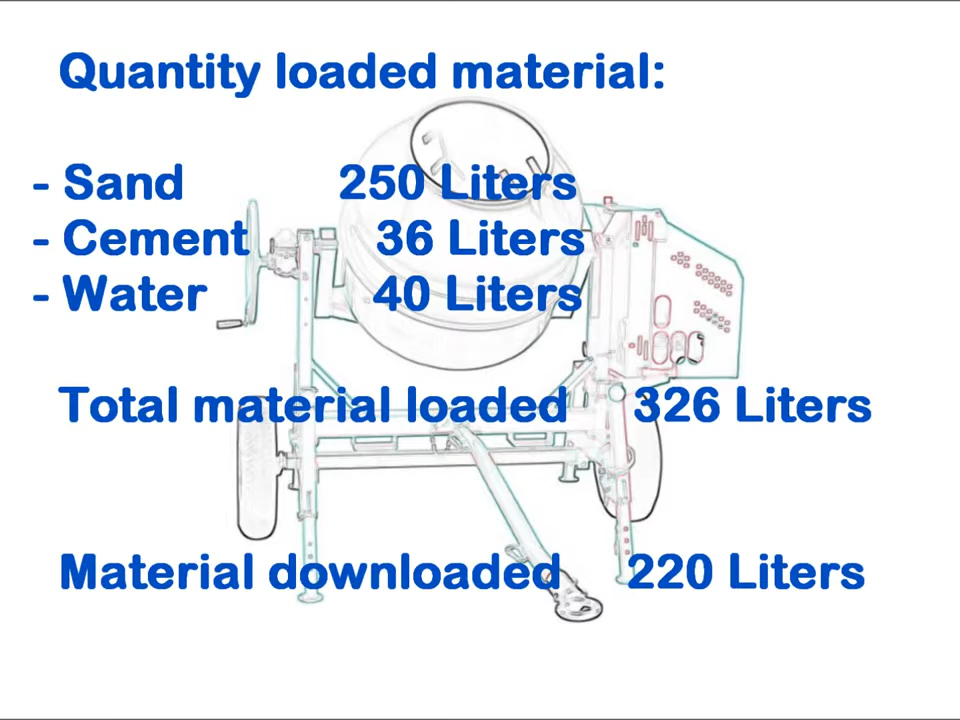 Quantity loaded material:
- Sand 250 Liters
- Cement 36 Liters
- Water 40 Liters
Total material loaded 326 Liters
Material downloaded 220 Liters